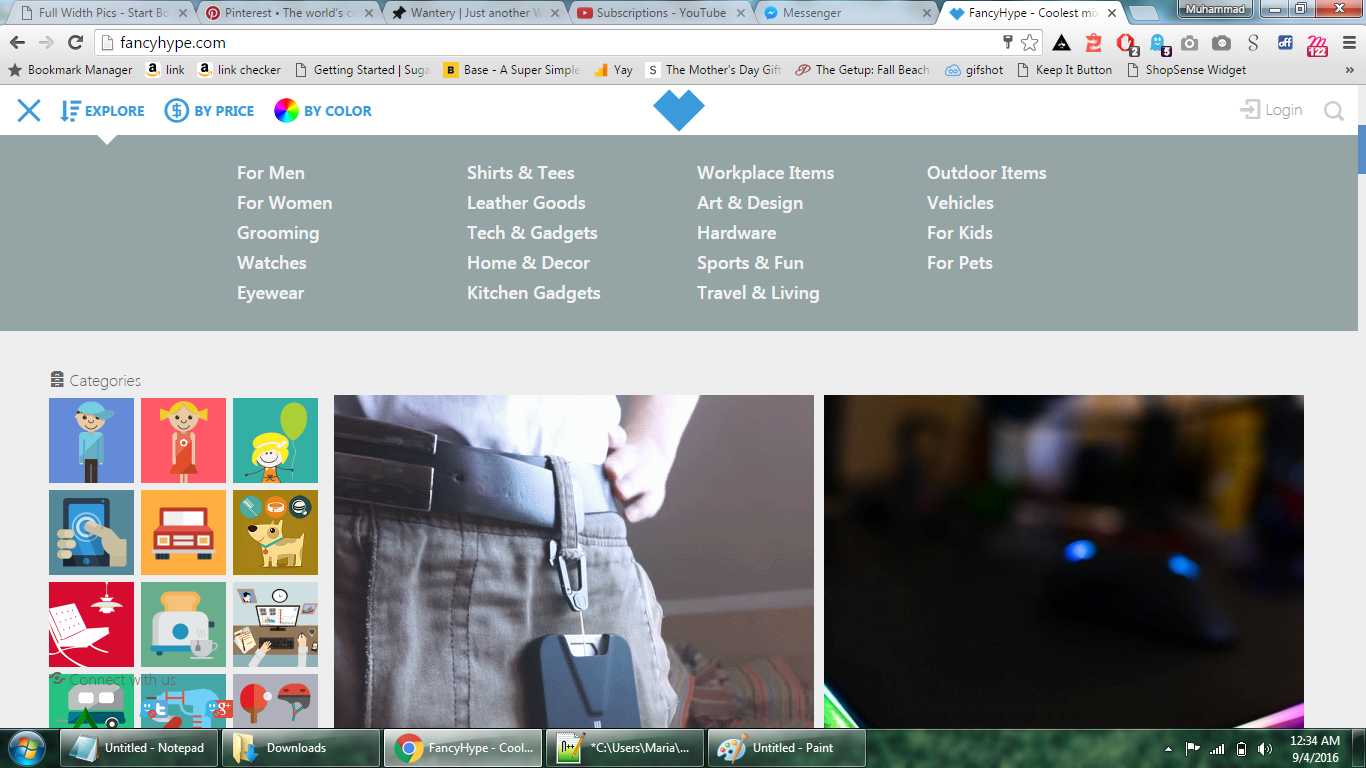 Full Width Pics - Start Bo
Pinterest • The world's ca
Wantery | Just another W
Subscriptions - YouTube
Messenger
FancyHype - Coolest mix
Muhammad
fancyhype.com
2
5
off
122
Bookmark Manager
link
link checker
Getting Started | Suga
Base - A Super Simple
Yay
The Mother's Day Gift
The Getup: Fall Beach
gifshot
Keep It Button
ShopSense Widget
»
EXPLORE
BY PRICE
BY COLOR
Login
For Men
For Women
Grooming
Watches
Eyewear
Shirts & Tees
Leather Goods
Tech & Gadgets
Home & Decor
Kitchen Gadgets
Workplace Items
Art & Design
Hardware
Sports & Fun
Travel & Living
Outdoor Items
Vehicles
For Kids
For Pets
Categories
Connect with us
g+
Untitled - Notepad
Downloads
FancyHype - Cool...
*C:\Users\Maria\...
Untitled - Paint
12:34 AM
9/4/2016